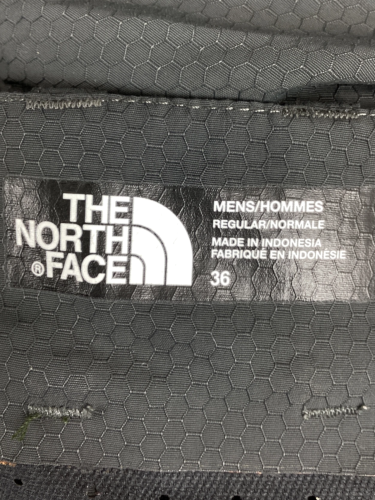 THE
NORTH
® FACE
MENS/HOMMES
REGULAR/NORMALE
MADE IN INDONESIA
FABRIQUÉ EN INDONÉSIE
36